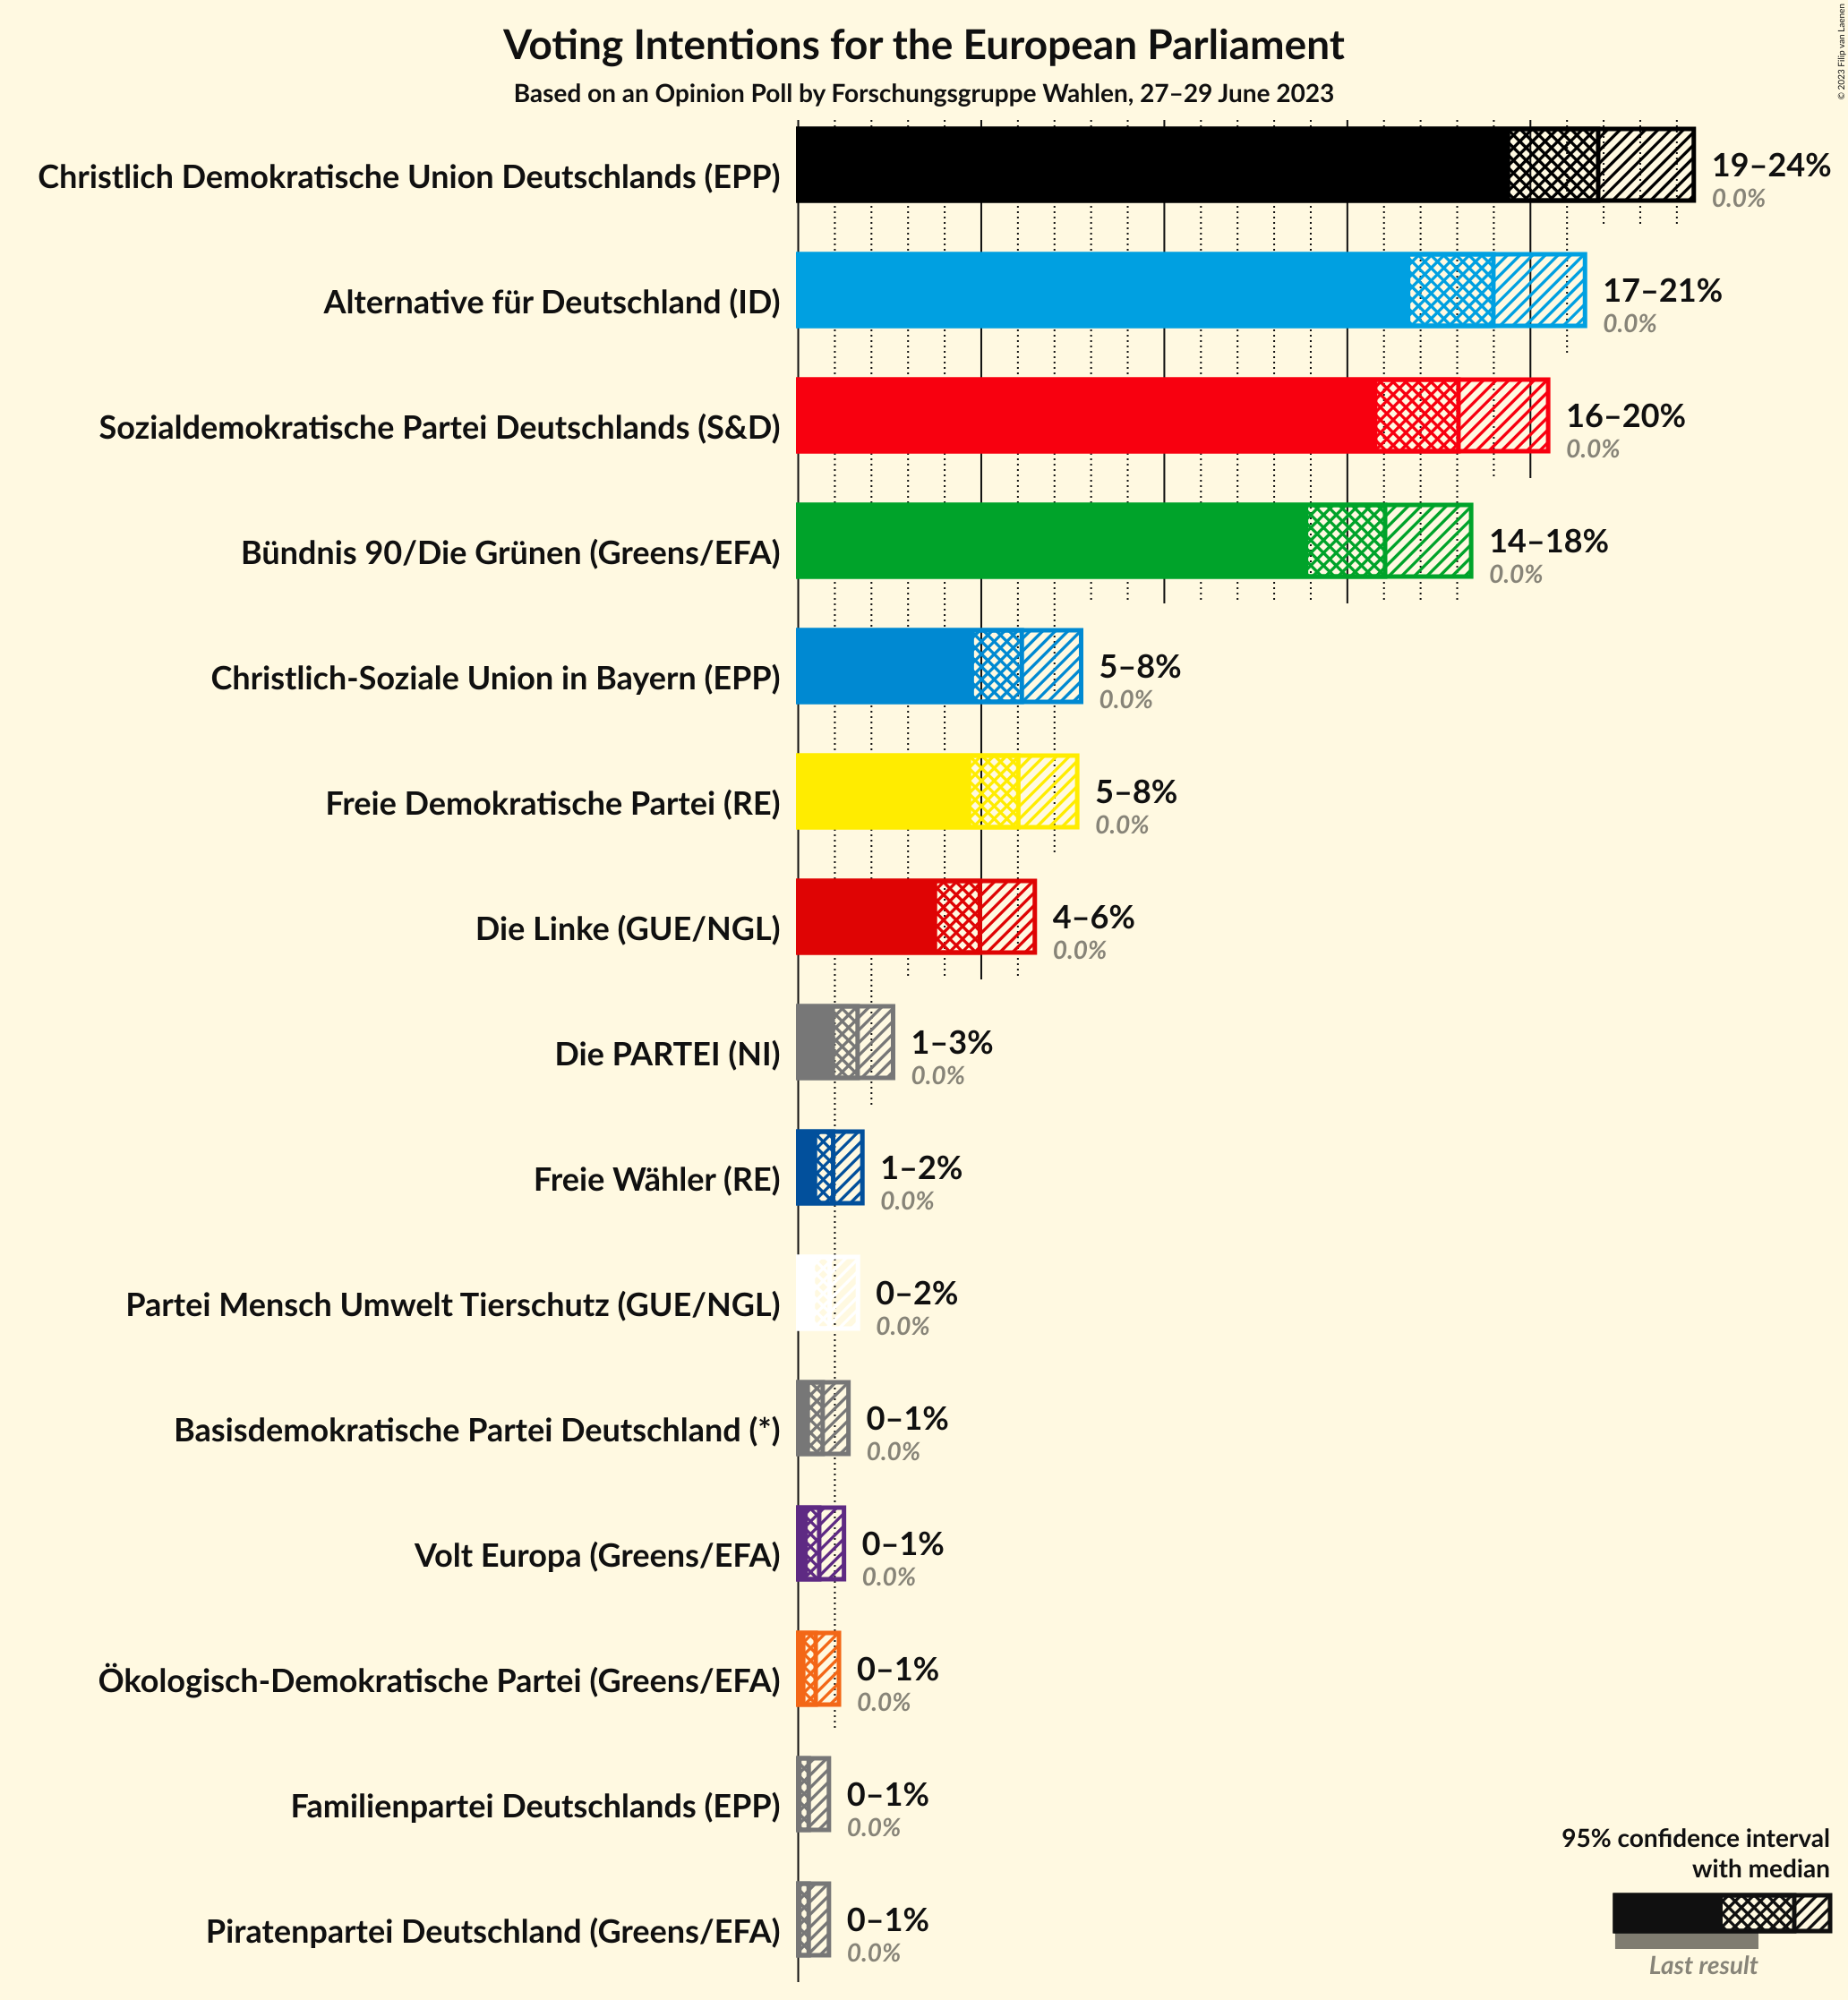 © 2023 Filip van Laenen
Voting Intentions for the European Parliament
Based on an Opinion Poll by Forschungsgruppe Wahlen, 27–29 June 2023
Christlich Demokratische Union Deutschlands (EPP)
19–24%
0.0%
Alternative für Deutschland (ID)
17–21%
0.0%
Sozialdemokratische Partei Deutschlands (S&D)
16–20%
0.0%
Bündnis 90/Die Grünen (Greens/EFA)
14–18%
0.0%
Christlich-Soziale Union in Bayern (EPP)
5–8%
0.0%
Freie Demokratische Partei (RE)
5–8%
0.0%
Die Linke (GUE/NGL)
4–6%
0.0%
Die PARTEI (NI)
1–3%
0.0%
Freie Wähler (RE)
1–2%
0.0%
Partei Mensch Umwelt Tierschutz (GUE/NGL)
0–2%
0.0%
Basisdemokratische Partei Deutschland (*)
0–1%
0.0%
Volt Europa (Greens/EFA)
0–1%
0.0%
Ökologisch-Demokratische Partei (Greens/EFA)
0–1%
0.0%
Familienpartei Deutschlands (EPP)
0–1%
0.0%
Piratenpartei Deutschland (Greens/EFA)
0–1%
0.0%
95% confidence interval
with median
Last result